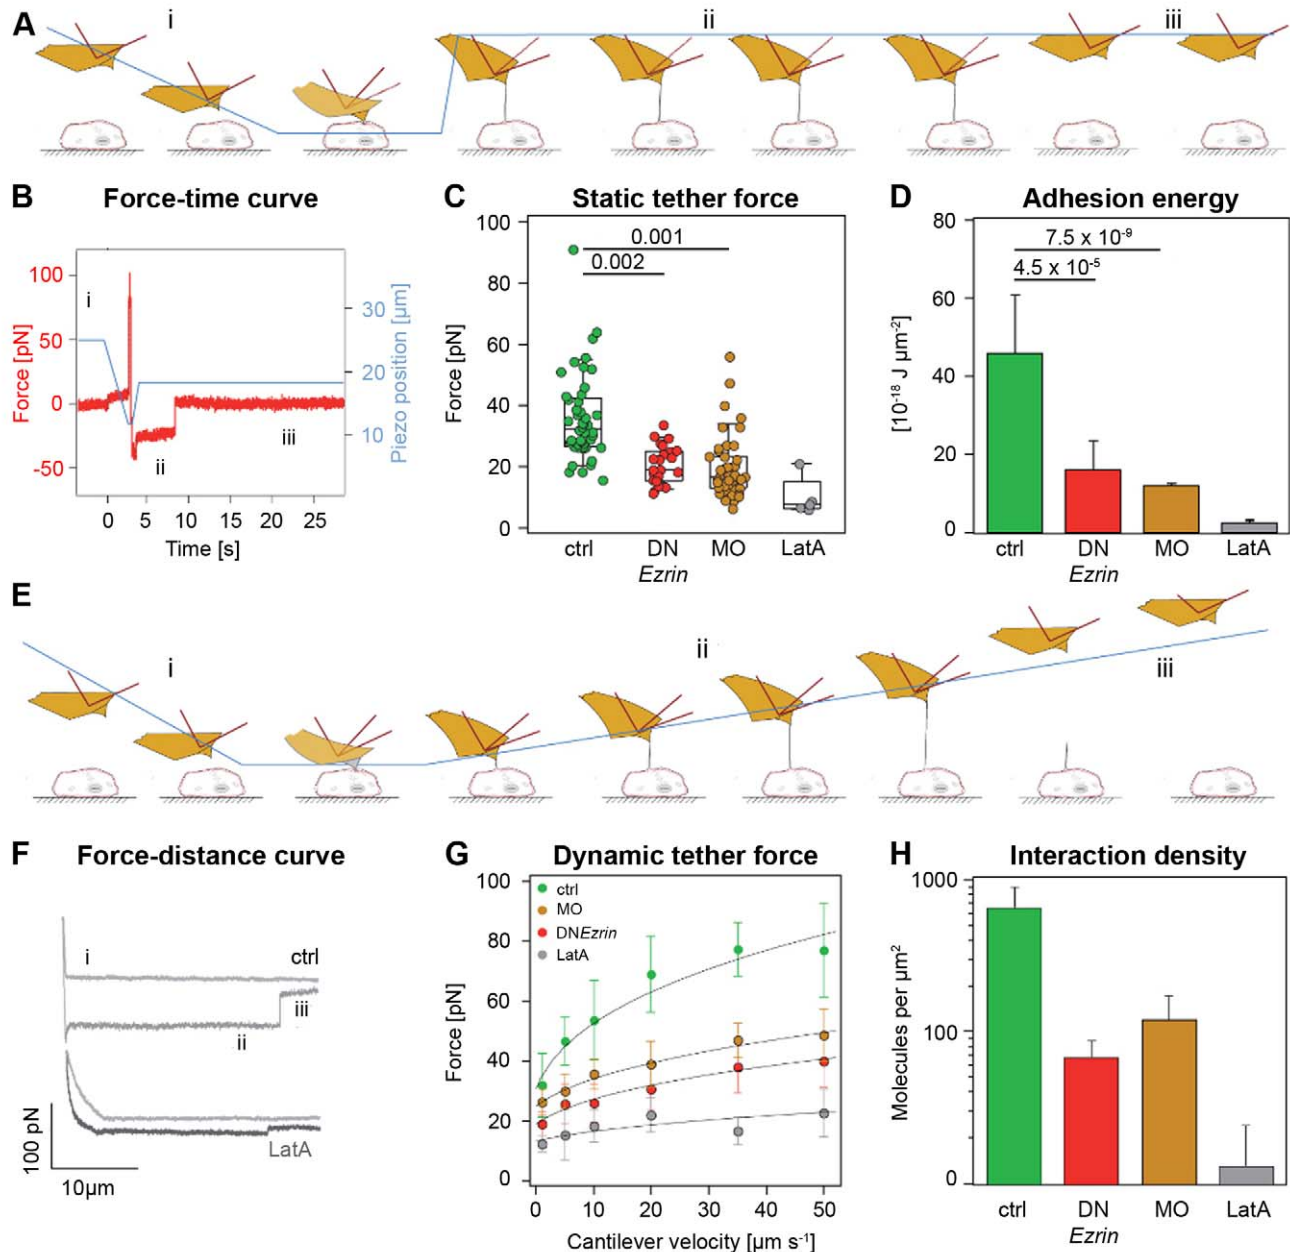 A
i
ii
iii
B Force-time curve
Force [pN]
100
50
0
-50
i
ii
iii
30
20
10
Piezo position [µm]
0 5 10 15 20 25
Time [s]
C Static tether force
Force [pN]
100
80
60
40
20
0
0.001
0.002
ctrl DN MO LatA
Ezrin
D Adhesion energy
[10-18 J µm-2]
80
60
40
20
0
7.5 x 10-9
4.5 x 10-5
ctrl DN MO LatA
Ezrin
E
i
ii
iii
F Force-distance curve
i
ctrl
iii
ii
LatA
100 pN
10µm
G Dynamic tether force
Force [pN]
100
80
60
40
20
0
ctrl
MO
DNEzrin
LatA
0 10 20 30 40 50
Cantilever velocity [µm s-1]
H Interaction density
Molecules per µm2
1000
100
0
ctrl DN MO LatA
Ezrin